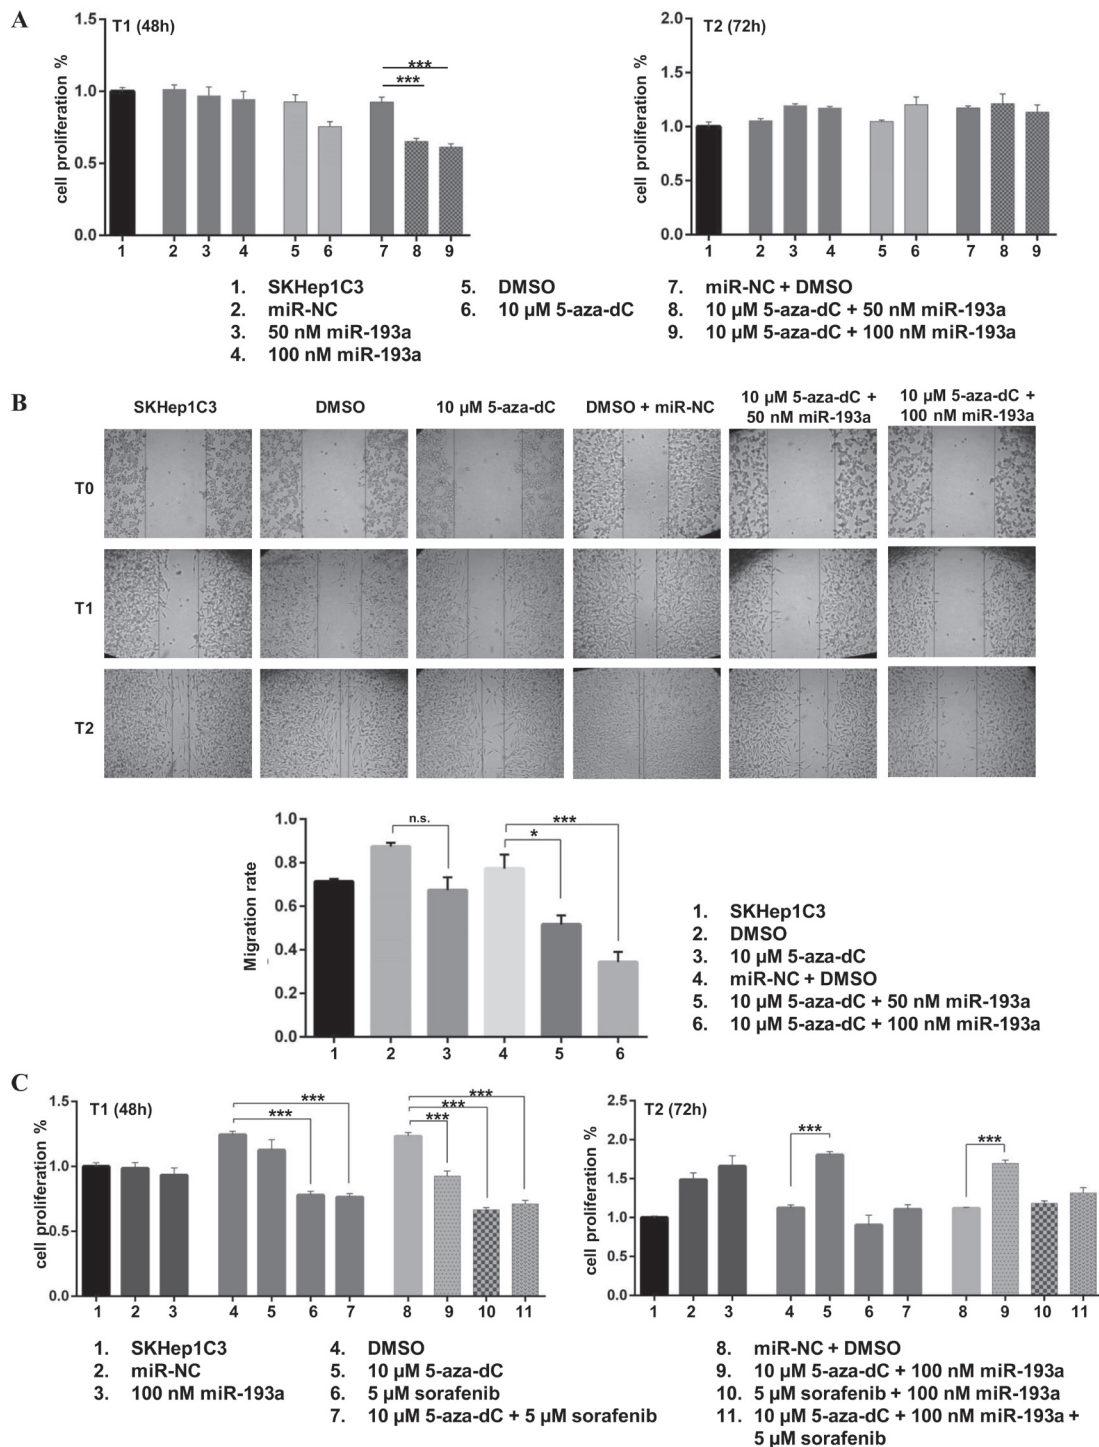 A
T1 (48h)
T2 (72h)
cell proliferation %
1.5
1.0
0.5
0.0
***
***
1 2 3 4 5 6 7 8 9
cell proliferation %
2.0
1.5
1.0
0.5
0.0
1 2 3 4 5 6 7 8 9
1. SKHep1C3
2. miR-NC
3. 50 nM miR-193a
4. 100 nM miR-193a
5. DMSO
6. 10 µM 5-aza-dC
7. miR-NC + DMSO
8. 10 µM 5-aza-dC + 50 nM miR-193a
9. 10 µM 5-aza-dC + 100 nM miR-193a
B
SKHep1C3
DMSO
10 µM 5-aza-dC
DMSO + miR-NC
10 µM 5-aza-dC +
50 nM miR-193a
10 µM 5-aza-dC +
100 nM miR-193a
T0
T1
T2
Migration rate
1.0
0.8
0.6
0.4
0.2
0.0
n.s.
***
*
1 2 3 4 5 6
1. SKHep1C3
2. DMSO
3. 10 µM 5-aza-dC
4. miR-NC + DMSO
5. 10 µM 5-aza-dC + 50 nM miR-193a
6. 10 µM 5-aza-dC + 100 nM miR-193a
C
T1 (48h)
cell proliferation %
1.5
1.0
0.5
0.0
***
***
***
***
***
1 2 3 4 5 6 7 8 9 10 11
T2 (72h)
cell proliferation %
2.5
2.0
1.5
1.0
0.5
0.0
***
***
1 2 3 4 5 6 7 8 9 10 11
1. SKHep1C3
2. miR-NC
3. 100 nM miR-193a
4. DMSO
5. 10 µM 5-aza-dC
6. 5 µM sorafenib
7. 10 µM 5-aza-dC + 5 µM sorafenib
8. miR-NC + DMSO
9. 10 µM 5-aza-dC + 100 nM miR-193a
10. 5 µM sorafenib + 100 nM miR-193a
11. 10 µM 5-aza-dC + 100 nM miR-193a +
5 µM sorafenib